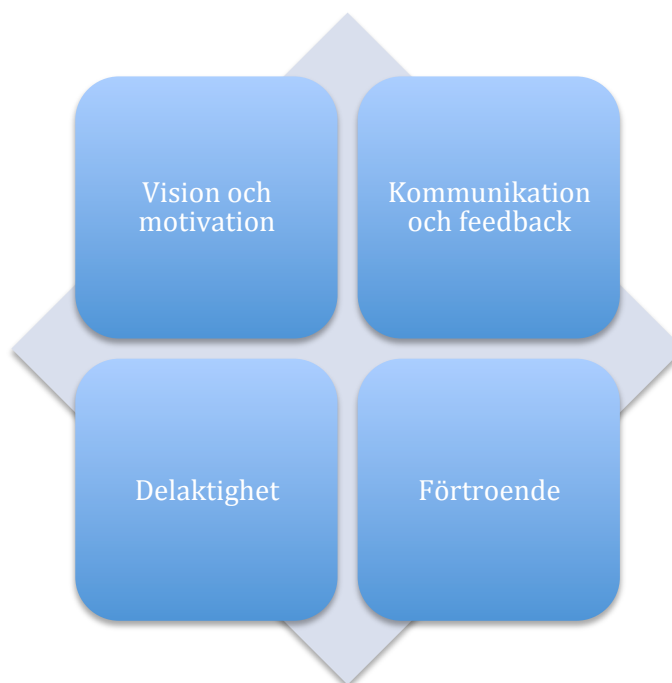 Vision och
motivation
Kommunikation
och feedback
Delaktighet
Förtroende